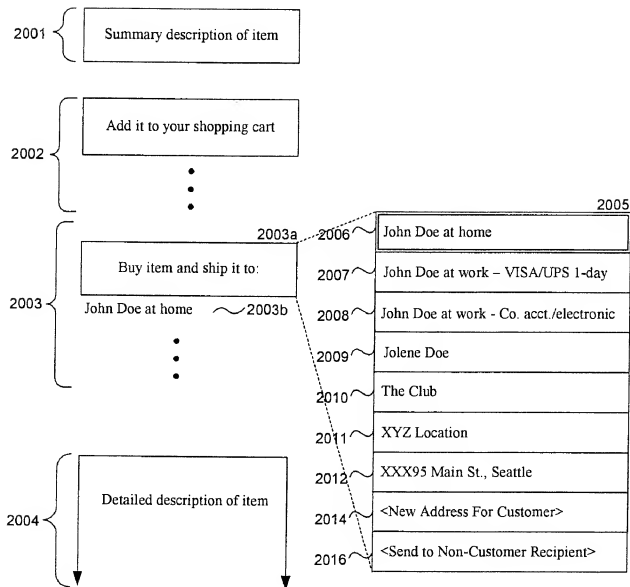 2001
Summary description of item
2002
Add it to your shopping cart
2003
2003a
Buy item and ship it to:
John Doe at home
2003b
2004
Detailed description of item
2005
2006
John Doe at home
2007
John Doe at work – VISA/UPS 1-day
2008
John Doe at work - Co. acct./electronic
2009
Jolene Doe
2010
The Club
2011
XYZ Location
2012
XXX95 Main St., Seattle
2014
<New Address For Customer>
2016
<Send to Non-Customer Recipient>